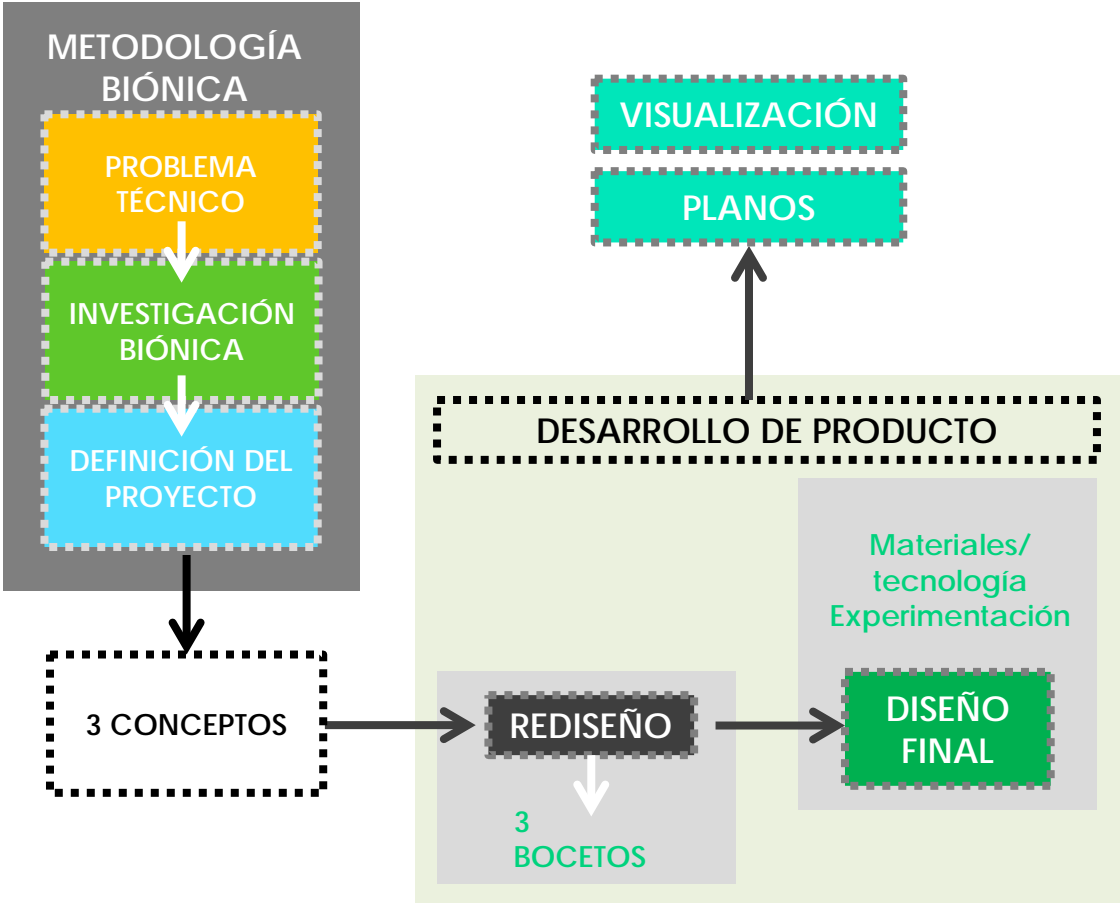 METODOLOGÍA
BIÓNICA
PROBLEMA
TÉCNICO
INVESTIGACIÓN
BIÓNICA
DEFINICIÓN DEL
PROYECTO
3 CONCEPTOS
VISUALIZACIÓN
PLANOS
DESARROLLO DE PRODUCTO
REDISEÑO
3
BOCETOS
Materiales/
tecnología
Experimentación
DISEÑO
FINAL